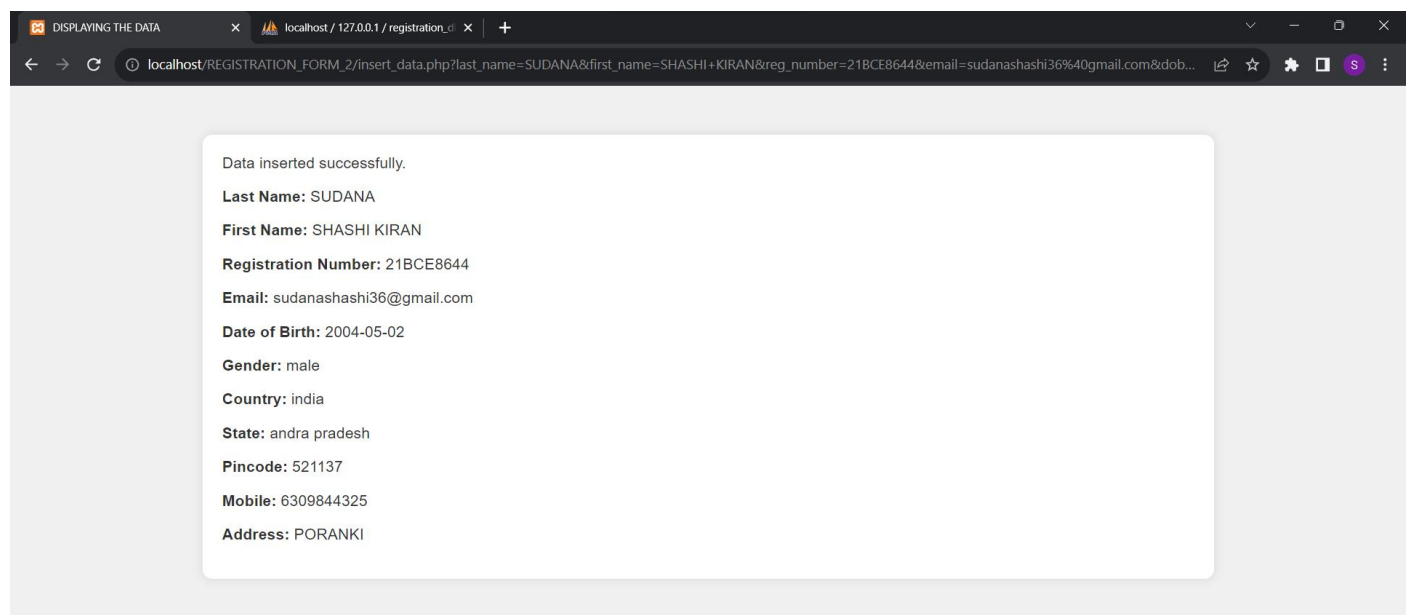 DISPLAYING THE DATA
localhost / 127.0.0.1 / registration_d
localhost/REGISTRATION_FORM_2/insert_data.php?last_name=SUDANA&first_name=SHASHI+KIRAN&reg_number=21BCE8644&email=sudanashashi36%40gmail.com&dob...
S
Data inserted successfully.
Last Name: SUDANA
First Name: SHASHI KIRAN
Registration Number: 21BCE8644
Email: sudanashashi36@gmail.com
Date of Birth: 2004-05-02
Gender: male
Country: india
State: andra pradesh
Pincode: 521137
Mobile: 6309844325
Address: PORANKI